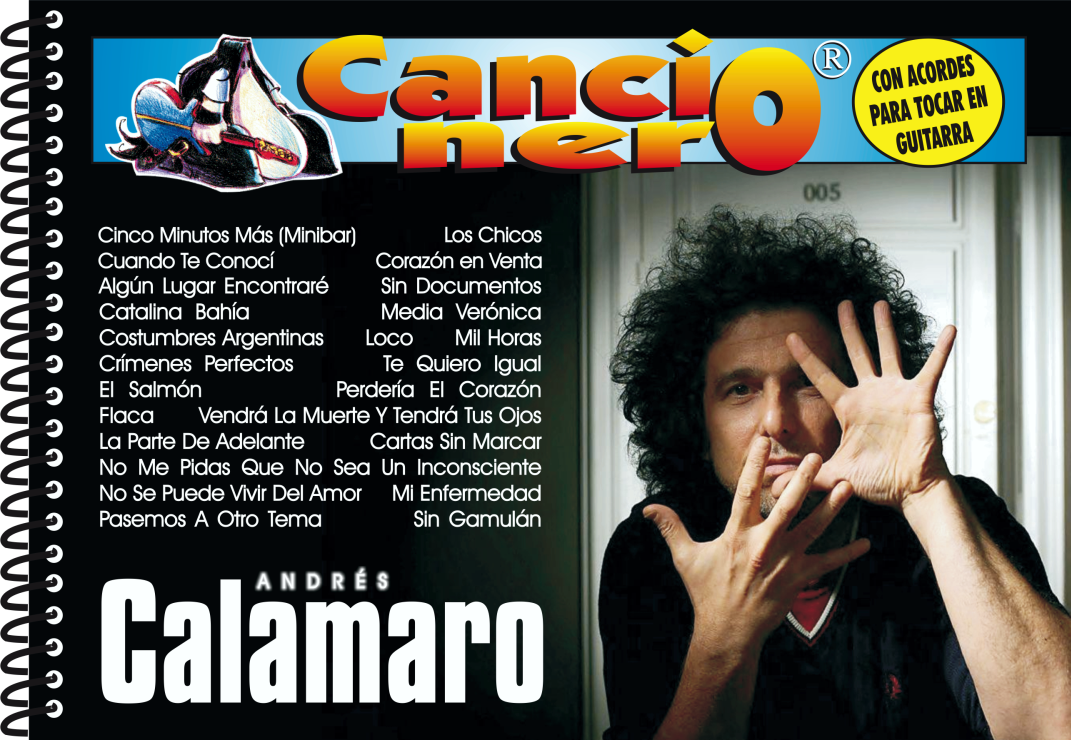 Cancio
nero
®
CON ACORDES
PARA TOCAR EN
GUITARRA
005
Cinco Minutos Más (Minibar) Los Chicos
Cuando Te Conocí Corazón en Venta
Algún Lugar Encontraré Sin Documentos
Catalina Bahía Media Verónica
Costumbres Argentinas Loco Mil Horas
Crímenes Perfectos Te Quiero Igual
El Salmón Perdería El Corazón
Flaca Vendrá La Muerte Y Tendrá Tus Ojos
La Parte De Adelante Cartas Sin Marcar
No Me Pidas Que No Sea Un Inconsciente
No Se Puede Vivir Del Amor Mi Enfermedad
Pasemos A Otro Tema Sin Gamulán
ANDRÉS
Calamaro